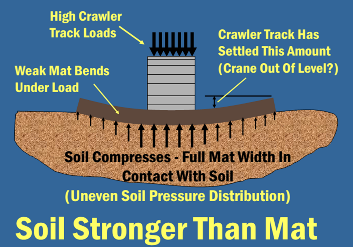 High Crawler
Track Loads
Crawler Track Has
Settled This Amount
(Crane Out Of Level?)
Weak Mat Bends
Under Load
Soil Compresses - Full Mat Width In
Contact With Soil
(Uneven Soil Pressure Distribution)
Soil Stronger Than Mat